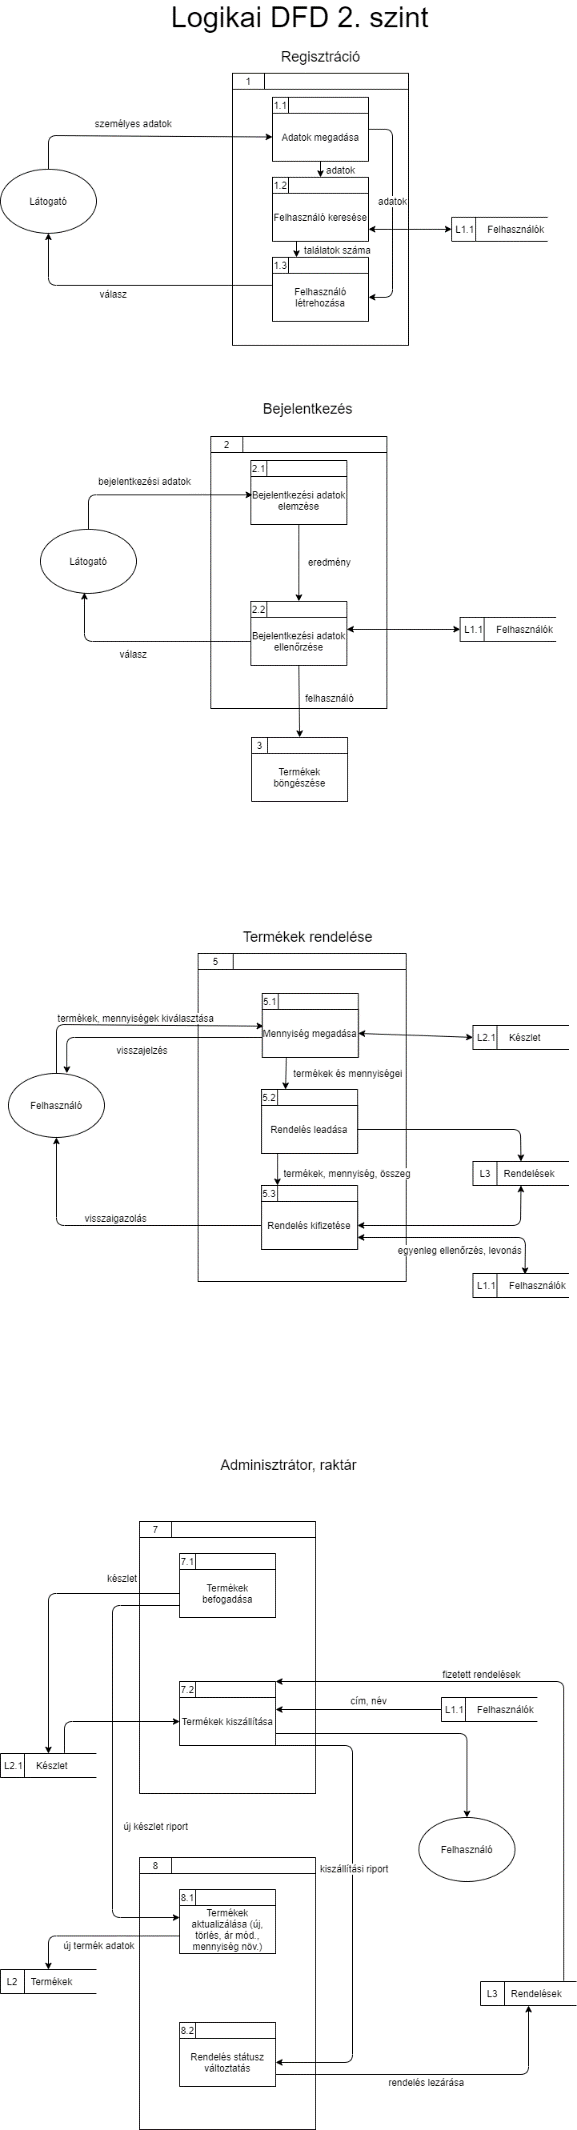 Logikai DFD 2. szint
Regisztráció
1
1.1
személyes adatok
Adatok megadása
adatok
1.2
Látogató
adatok
Felhasználó keresése
L1.1
Felhasználók
találatok száma
1.3
válasz
Felhasználó
létrehozása
Bejelentkezés
2
2.1
bejelentkezési adatok
Bejelentkezési adatok
elemzése
Látogató
eredmény
2.2
L1.1
Felhasználók
Bejelentkezési adatok
ellenőrzése
válasz
felhasználó
3
Termékek
böngészése
Termékek rendelése
5
5.1
termékek, mennyiségek kiválasztása
Mennyiség megadása
L2.1
Készlet
visszajelzés
termékek és mennyiségei
5.2
Felhasználó
Rendelés leadása
termékek, mennyiség, összeg
L3
Rendelések
5.3
visszaigazolás
Rendelés kifizetése
egyenleg ellenőrzés, levonás
L1.1
Felhasználók
Adminisztrátor, raktár
7
7.1
készlet
Termékek
befogadása
fizetett rendelések
7.2
cím, név
L1.1
Felhasználók
Termékek kiszállítása
L2.1
Készlet
új készlet riport
Felhasználó
8
kiszállítási riport
8.1
Termékek
aktualizálása (új,
törlés, ár mód.,
mennyiség növ.)
új termék adatok
L2
Termékek
L3
Rendelések
8.2
Rendelés státusz
változtatás
rendelés lezárása